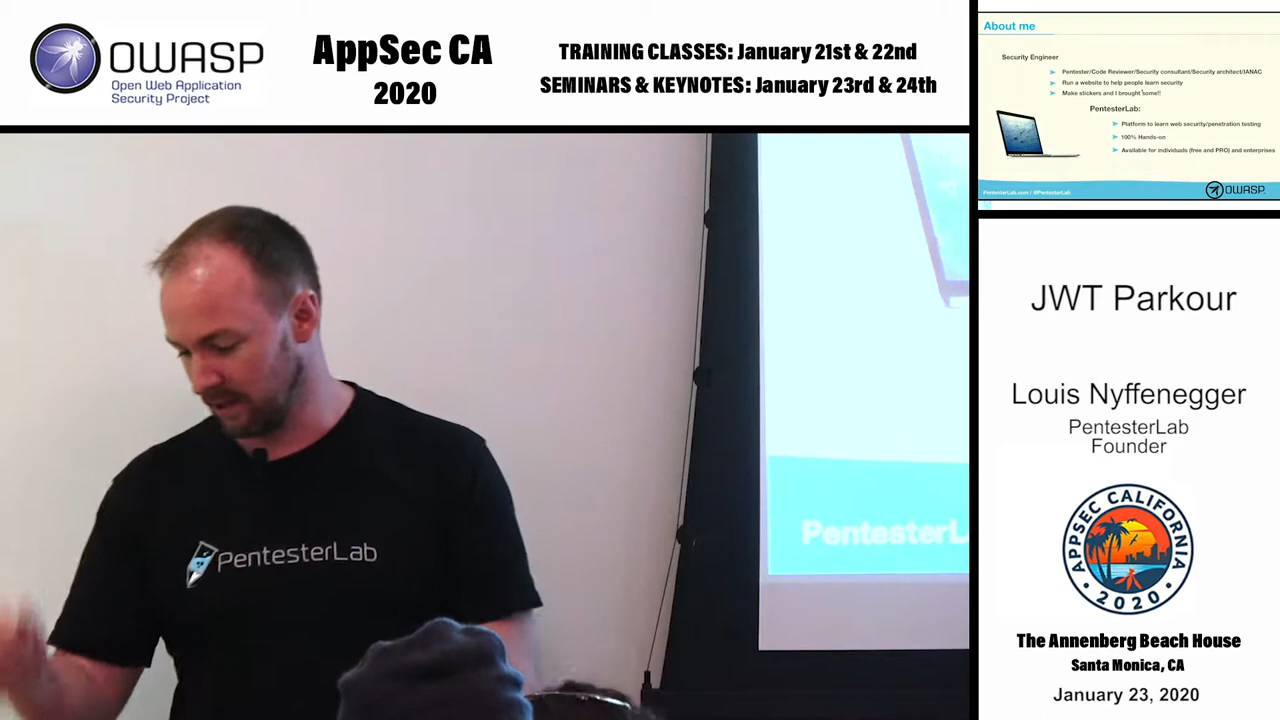 OWASP
Open Web Application
Security Project
AppSec CA
2020
TRAINING CLASSES: January 21st & 22nd
SEMINARS & KEYNOTES: January 23rd & 24th
About me
Security Engineer
Pentester/Code Reviewer/Security consultant/Security architect/IANAC
Run a website to help people learn security
Make stickers and I brought some!!
PentesterLab:
Platform to learn web security/penetration testing
100% Hands-on
Available for individuals (free and PRO) and enterprises
PentesterLab.com / @PentesterLab
OWASP
PentesterLab
PentesterL
JWT Parkour
Louis Nyffenegger
PentesterLab
Founder
APPSEC CALIFORNIA
2020
The Annenberg Beach House
Santa Monica, CA
January 23, 2020